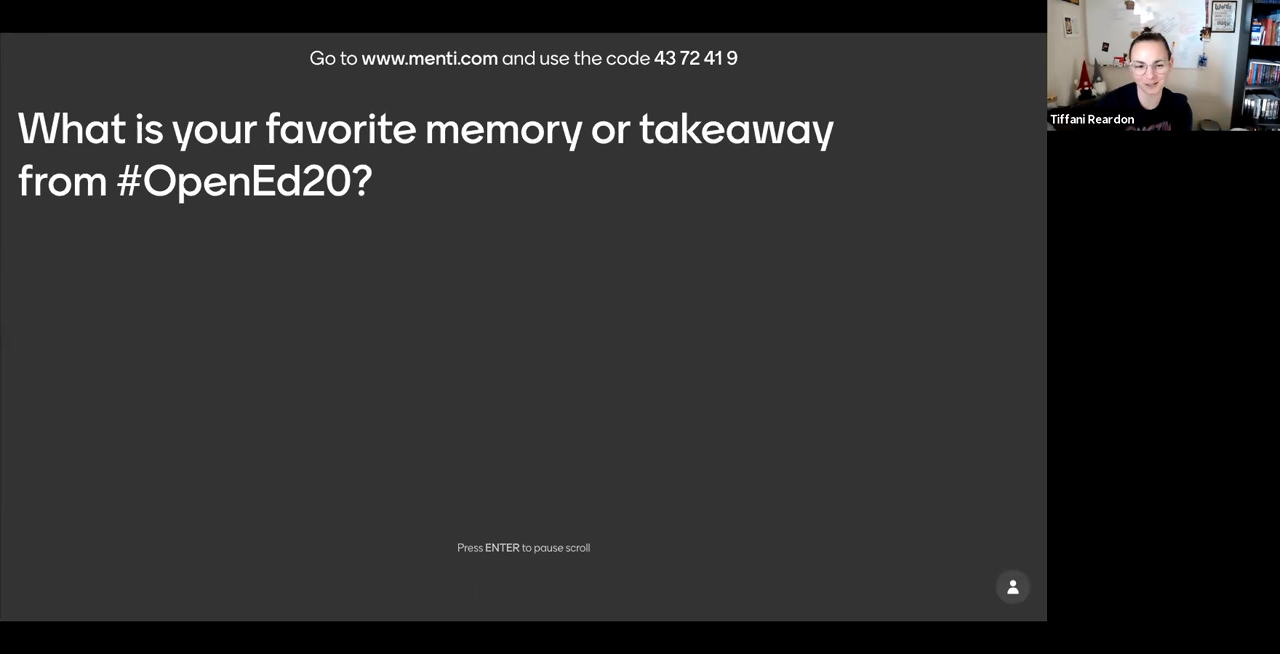 Go to www.menti.com and use the code 43 72 41 9
What is your favorite memory or takeaway
from #OpenEd20?
Press ENTER to pause scroll
Tiffani Reardon